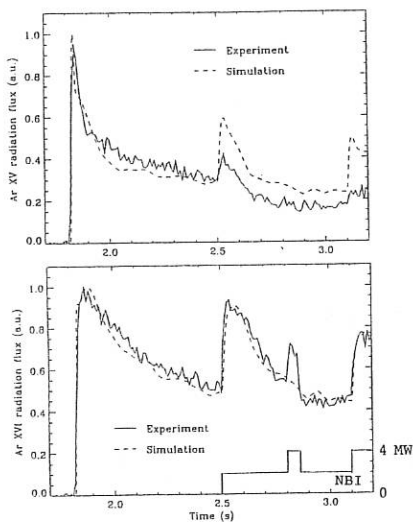 Ar XV radiation flux (a.u.)
1.0
0.8
0.6
0.4
0.2
0.0
Experiment
Simulation
2.0
2.5
3.0
Ar XVI radiation flux (a.u.)
1.0
0.8
0.6
0.4
0.2
0.0
Experiment
Simulation
4 MW
NBI
0
2.0
2.5
3.0
Time (s)